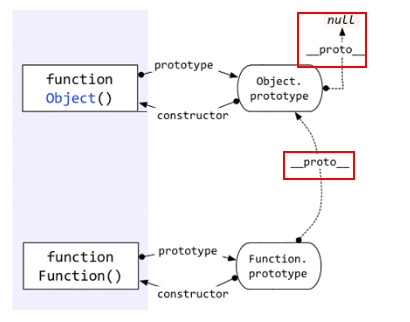 null
__proto__
prototype
function
Object()
Object.
prototype
constructor
__proto__
prototype
function
Function()
Function.
prototype
constructor